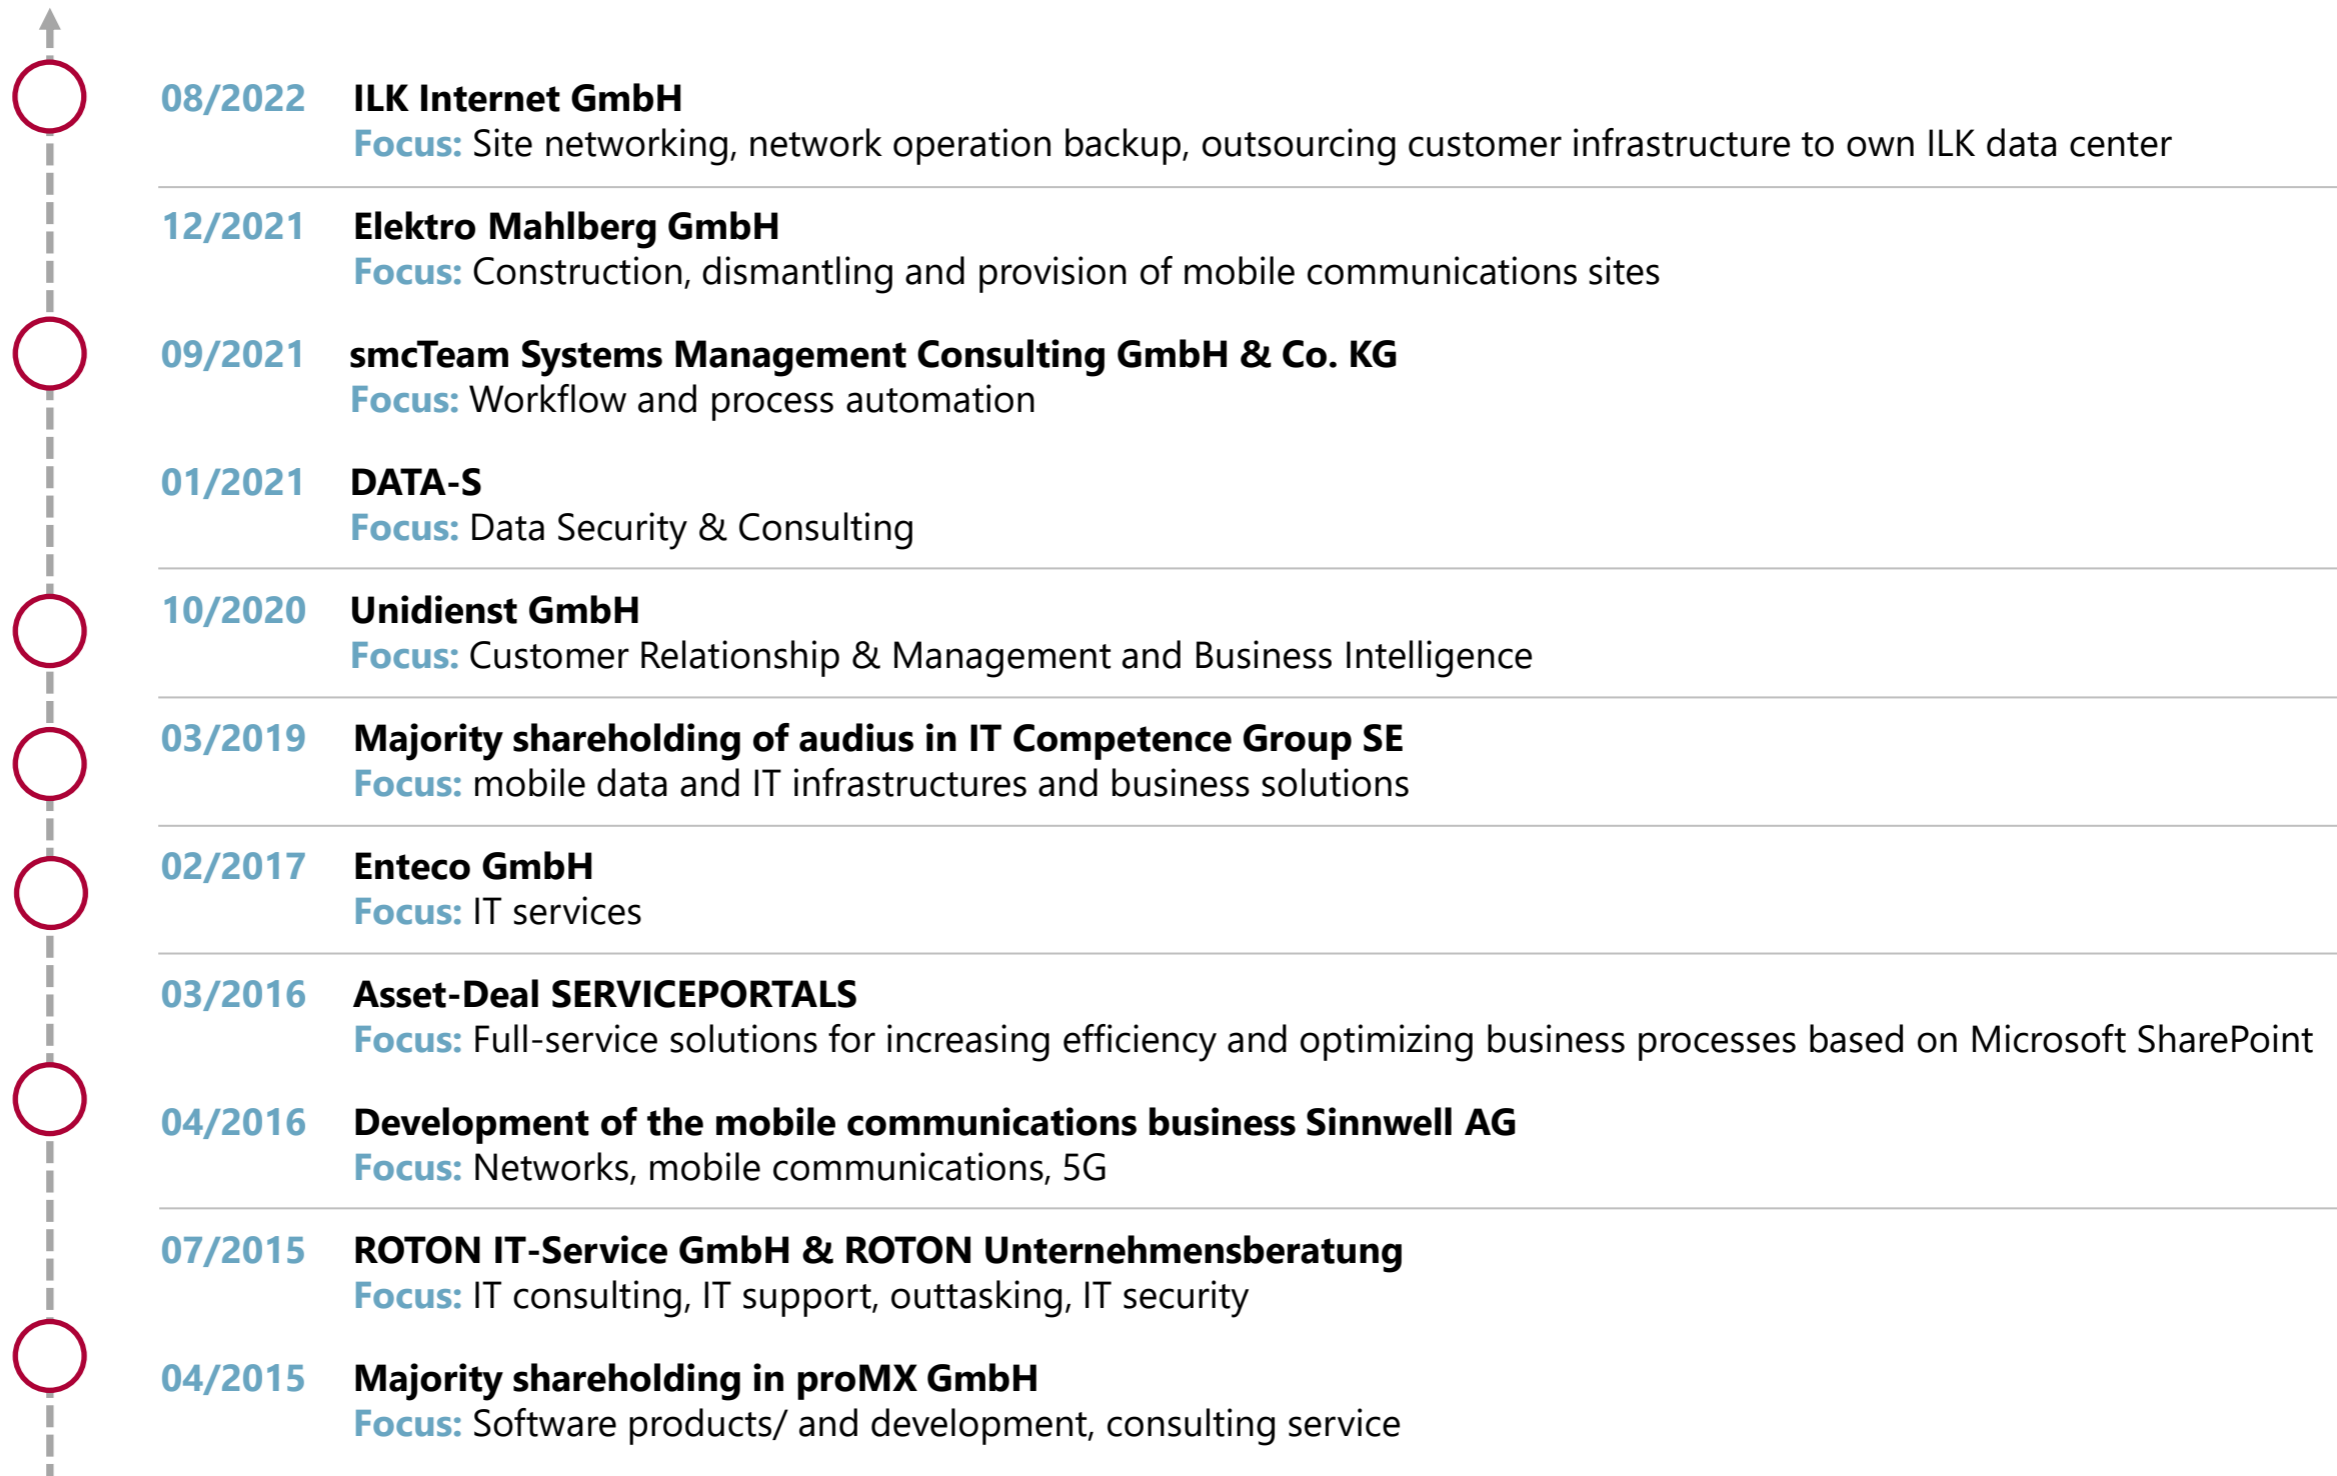 08/2022 ILK Internet GmbH
Focus: Site networking, network operation backup, outsourcing customer infrastructure to own ILK data center
12/2021 Elektro Mahlberg GmbH
Focus: Construction, dismantling and provision of mobile communications sites
09/2021 smcTeam Systems Management Consulting GmbH & Co. KG
Focus: Workflow and process automation
01/2021 DATA-S
Focus: Data Security & Consulting
10/2020 Unidienst GmbH
Focus: Customer Relationship & Management and Business Intelligence
03/2019 Majority shareholding of audius in IT Competence Group SE
Focus: mobile data and IT infrastructures and business solutions
02/2017 Enteco GmbH
Focus: IT services
03/2016 Asset-Deal SERVICEPORTALS
Focus: Full-service solutions for increasing efficiency and optimizing business processes based on Microsoft SharePoint
04/2016 Development of the mobile communications business Sinnwell AG
Focus: Networks, mobile communications, 5G
07/2015 ROTON IT-Service GmbH & ROTON Unternehmensberatung
Focus: IT consulting, IT support, outtasking, IT security
04/2015 Majority shareholding in proMX GmbH
Focus: Software products/ and development, consulting service